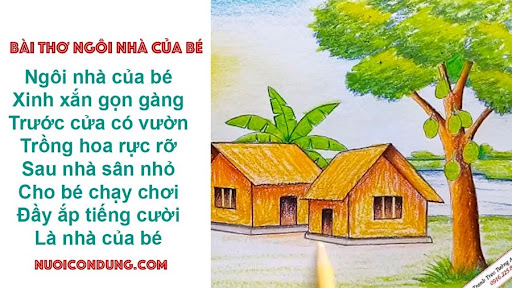 BÀI THƠ NGÔI NHÀ CỦA BÉ
Ngôi nhà của bé
Xinh xắn gọn gàng
Trước cửa có vườn
Trồng hoa rực rỡ
Sau nhà sân nhỏ
Cho bé chạy chơi
Đầy ắp tiếng cười
Là nhà của bé
NUOICONDUNG.COM